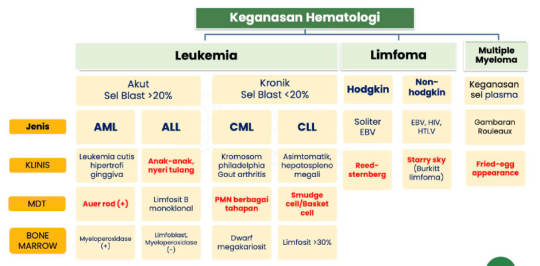 Keganasan Hematologi
Leukemia
Limfoma
Multiple
Myeloma
Akut
Sel Blast >20%
Kronik
Sel Blast <20%
Hodgkin
Non-
hodgkin
Keganasan
sel plasma
Jenis
AML
ALL
CML
CLL
Soliter
EBV
EBV, HIV,
HTLV
Gambaran
Rouleaux
KLINIS
Leukemia cutis
hipertrofi
ginggiva
Anak-anak,
nyeri tulang
Kromosom
philadelphia
Gout arthritis
Asimtomatik,
hepatospleno
megali
Reed-
sternberg
Starry sky
(Burkitt
limfoma)
Fried-egg
appearance
MDT
Auer rod (+)
Limfosit B
monoklonal
PMN berbagai
tahapan
Smudge
cell/Basket
cell
BONE
MARROW
Myeloperoxidase
(+)
Limfoblast,
Myeloperoxidase
(-)
Dwarf
megakariosit
Limfosit >30%